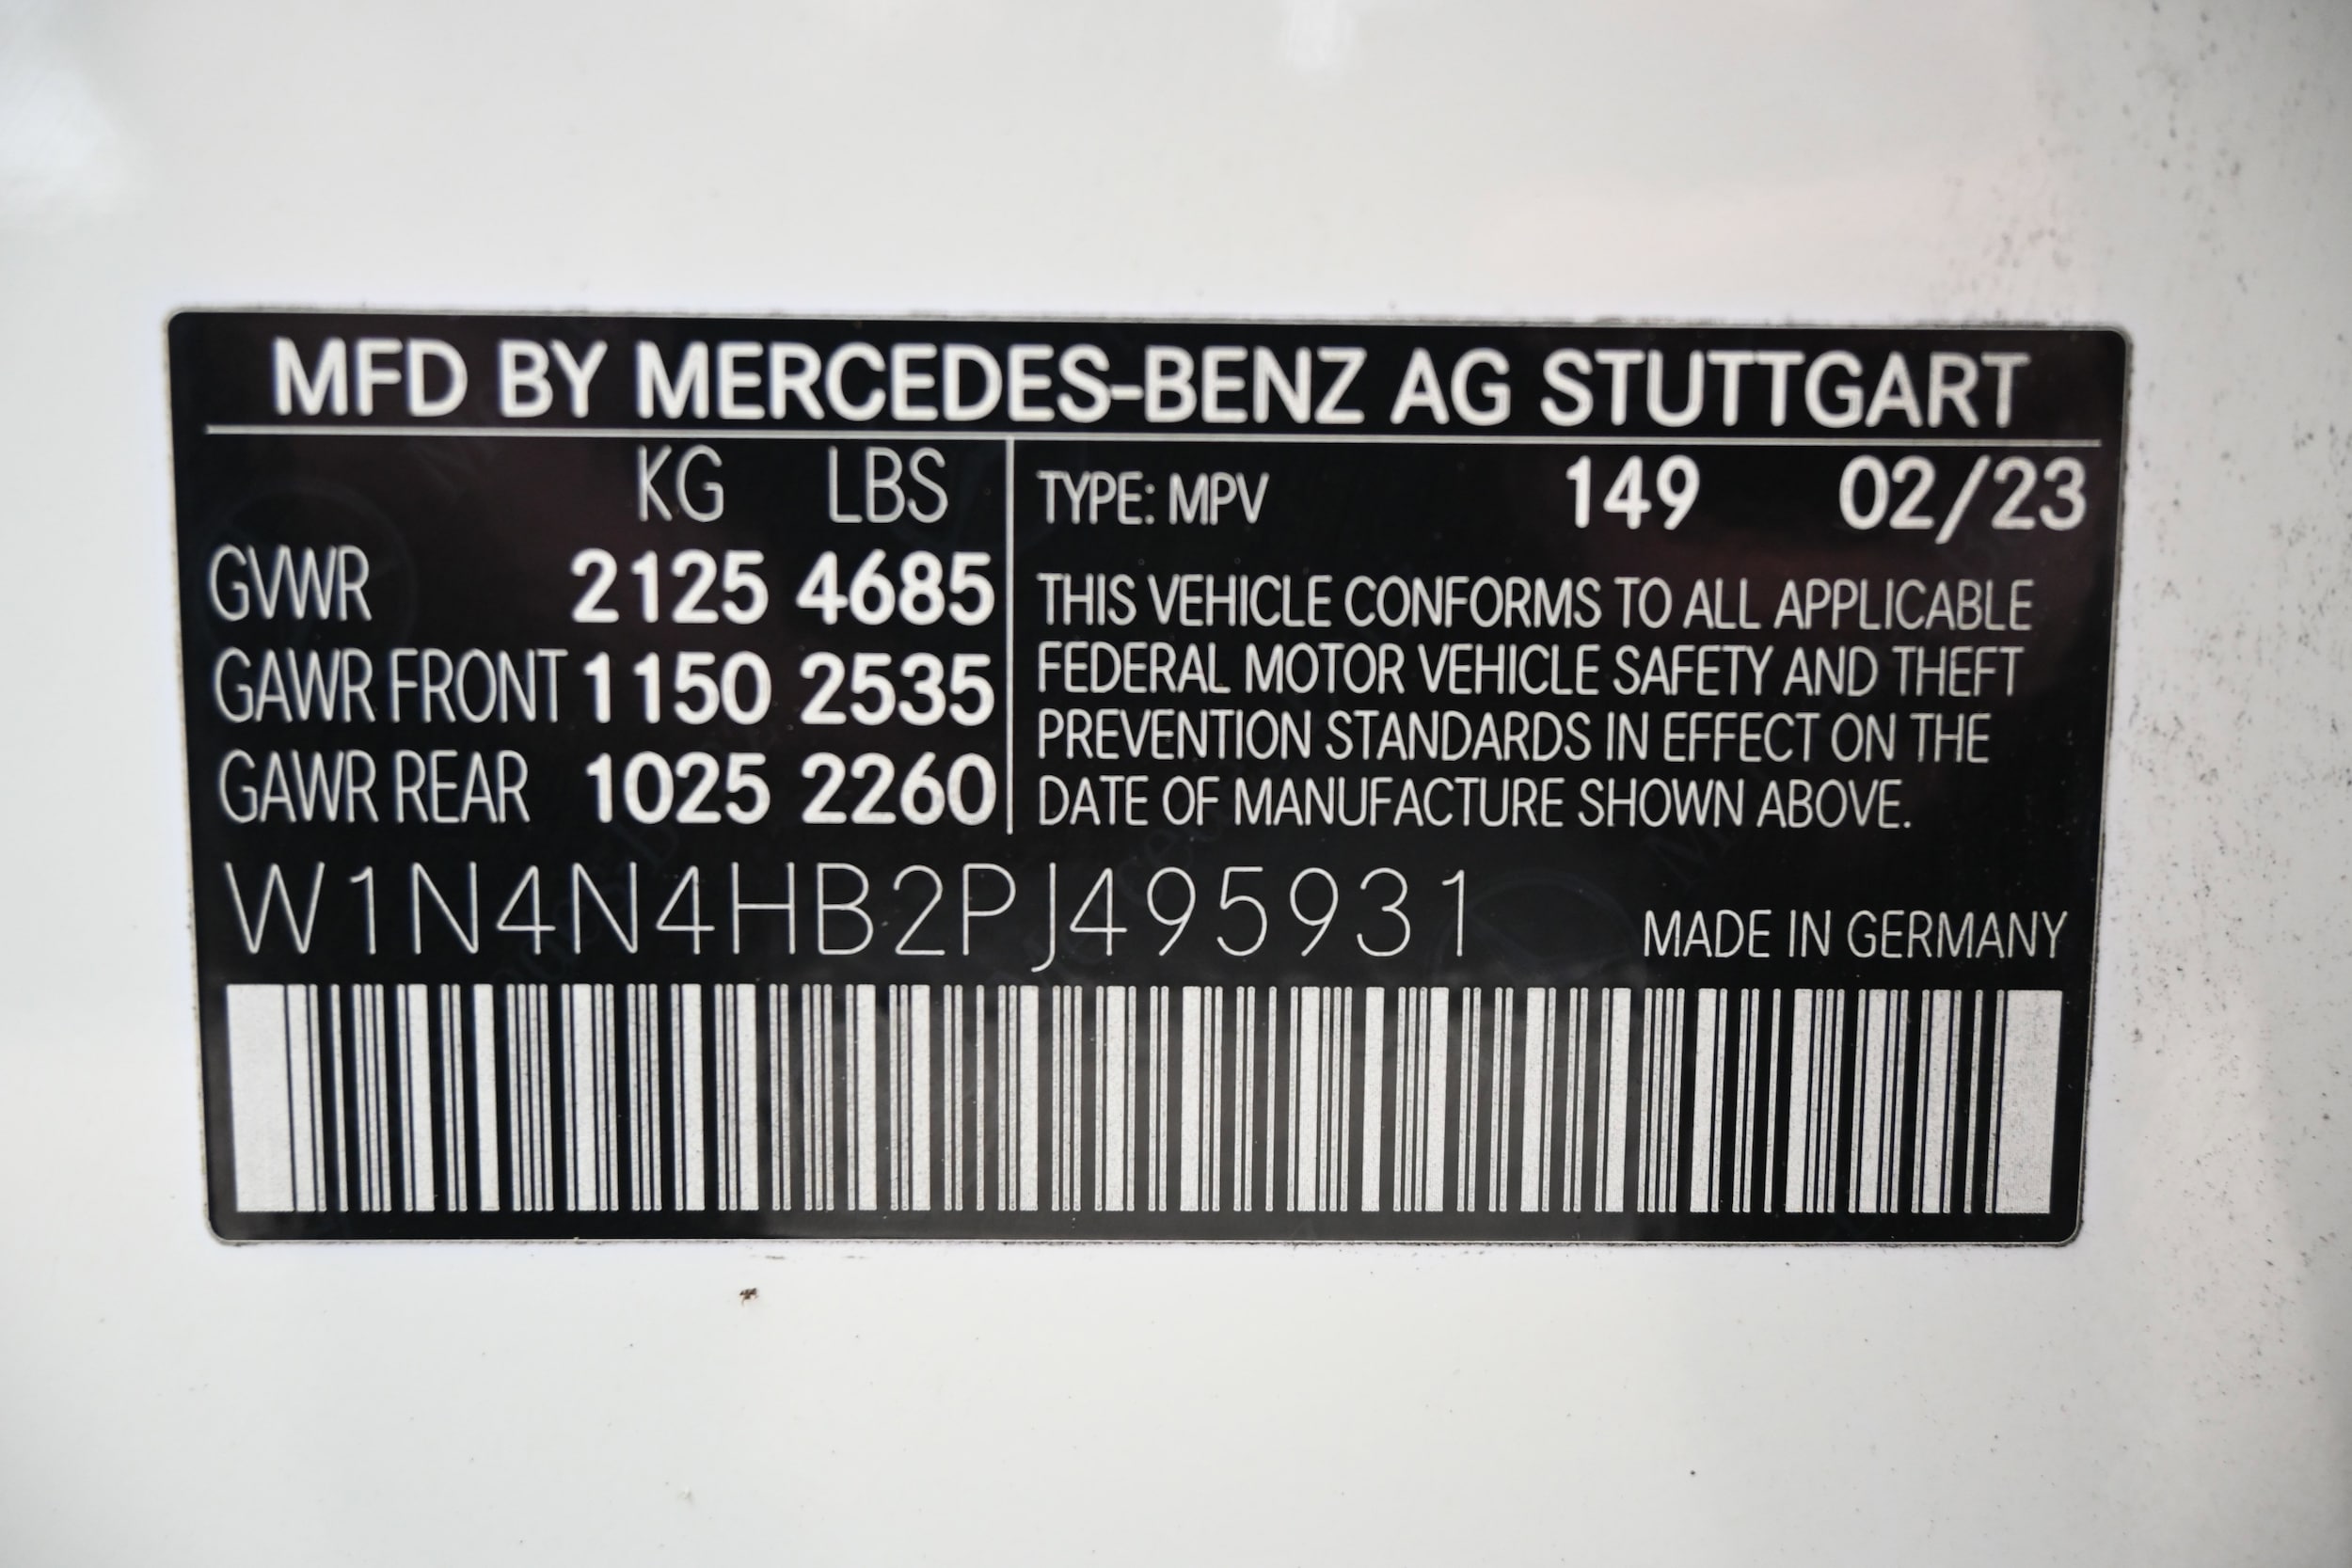 MFD BY MERCEDES-BENZ AG STUTTGART
KG LBS
GVWR 2125 4685
GAWR FRONT 1150 2535
GAWR REAR 1025 2260
TYPE: MPV 149 02/23
THIS VEHICLE CONFORMS TO ALL APPLICABLE
FEDERAL MOTOR VEHICLE SAFETY AND THEFT
PREVENTION STANDARDS IN EFFECT ON THE
DATE OF MANUFACTURE SHOWN ABOVE.
W1N4N4HB2PJ495931
MADE IN GERMANY